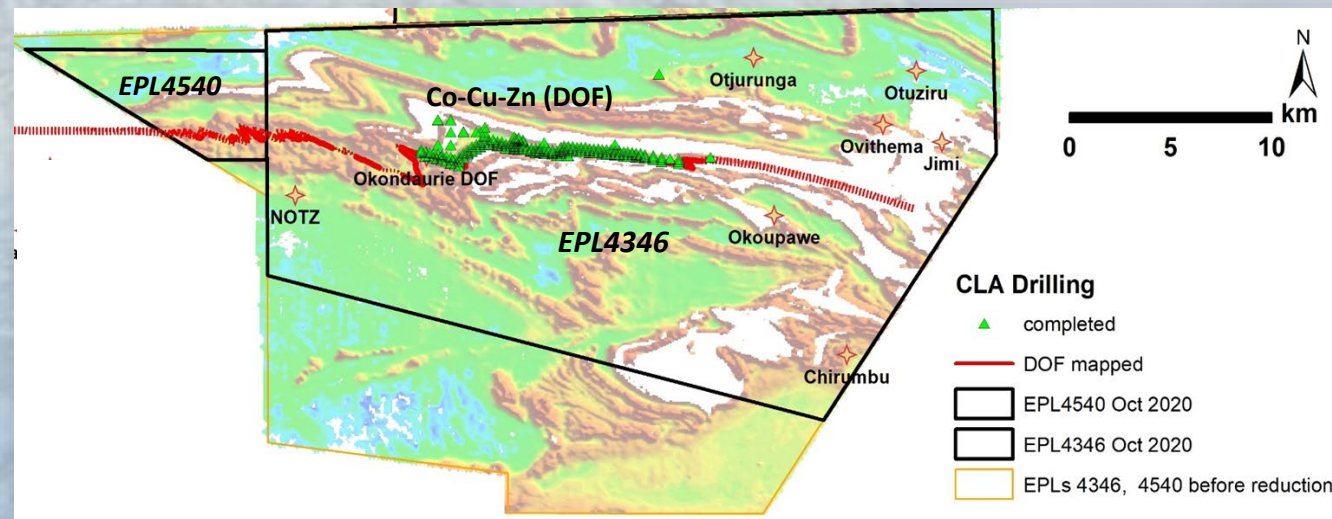 EPL4540
Co-Cu-Zn (DOF)
Otjurunga
Otuziru
Ovithema
Jimi
Okondaurie DOF
NOTZ
Okoupawe
EPL4346
Chirumbu
a
N
km
0 5 10
CLA Drilling
completed
DOF mapped
EPL4540 Oct 2020
EPL4346 Oct 2020
EPLs 4346, 4540 before reduction